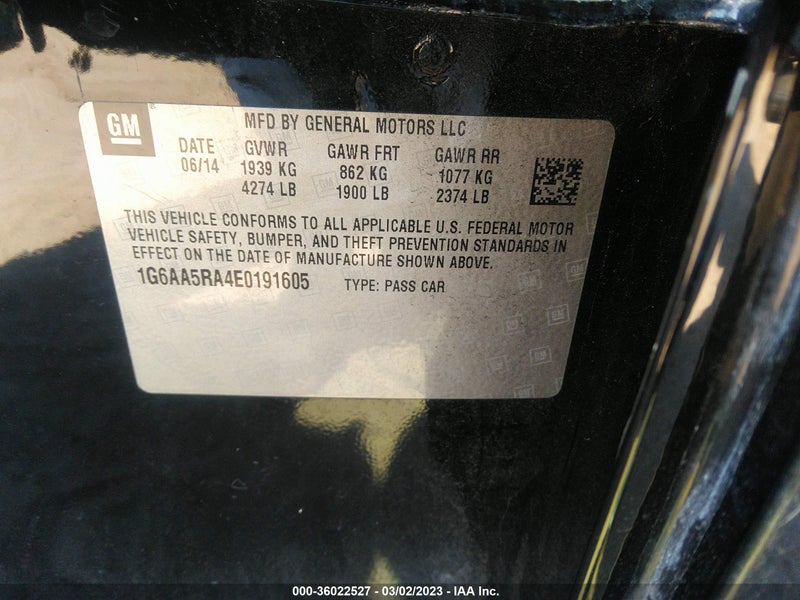 GM
MFD BY GENERAL MOTORS LLC
DATE GVWR GAWR FRT GAWR RR
06/14 1939 KG 862 KG 1077 KG
4274 LB 1900 LB 2374 LB
THIS VEHICLE CONFORMS TO ALL APPLICABLE U.S. FEDERAL MOTOR
VEHICLE SAFETY, BUMPER, AND THEFT PREVENTION STANDARDS IN
EFFECT ON THE DATE OF MANUFACTURE SHOWN ABOVE.
1G6AA5RA4E0191605 TYPE: PASS CAR
000-36022527 - 03/02/2023 - IAA Inc.